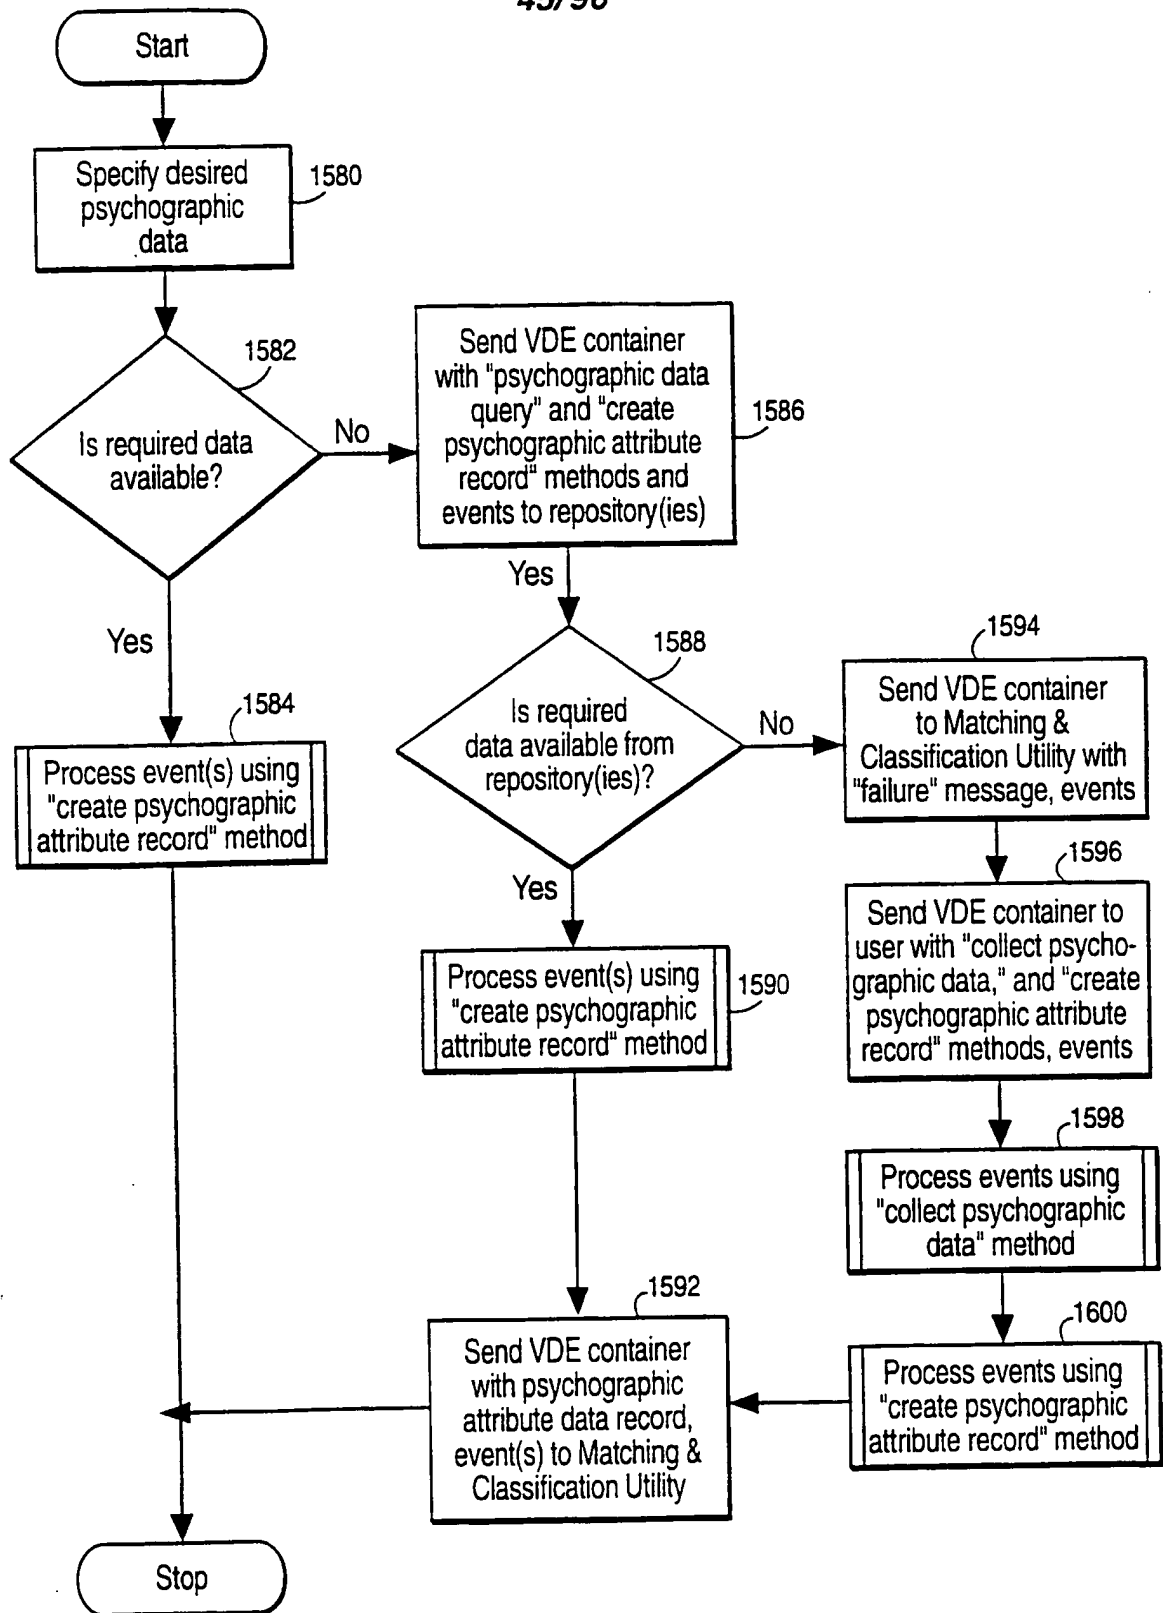 45/96
Start
Specify desired
psychographic
data
1580
1582
Is required data
available?
No
Yes
Send VDE container
with "psychographic data
query" and "create
psychographic attribute
record" methods and
events to repository(ies)
1586
Yes
1584
Process event(s) using
"create psychographic
attribute record" method
1588
Is required
data available from
repository(ies)?
No
Yes
1594
Send VDE container
to Matching &
Classification Utility with
"failure" message, events
1596
Send VDE container to
user with "collect psycho-
graphic data," and "create
psychographic attribute
record" methods, events
Process event(s) using
"create psychographic
attribute record" method
1590
1598
Process events using
"collect psychographic
data" method
1592
Send VDE container
with psychographic
attribute data record,
event(s) to Matching &
Classification Utility
1600
Process events using
"create psychographic
attribute record" method
Stop